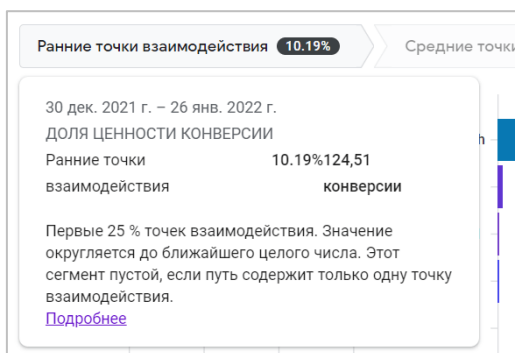 Ранние точки взаимодействия 10.19% Средние точки
30 дек. 2021 г. – 26 янв. 2022 г.
ДОЛЯ ЦЕННОСТИ КОНВЕРСИИ
Ранние точки 10.19%124,51
взаимодействия конверсии
Первые 25 % точек взаимодействия. Значение
округляется до ближайшего целого числа. Этот
сегмент пустой, если путь содержит только одну точку
взаимодействия.
Подробнее
h